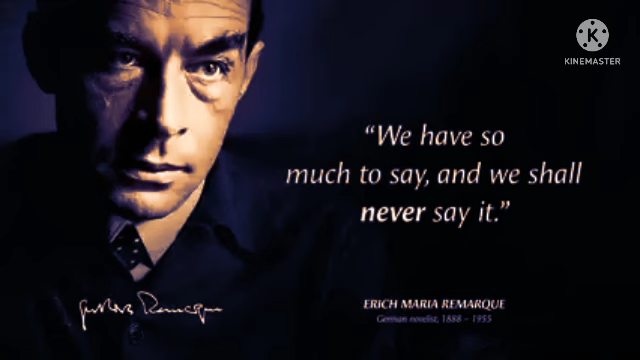 KINEMASTER
“We have so
much to say, and we shall
never say it.”
ERICH MARIA REMARQUE
German novelist, 1888 – 1955
Remarque